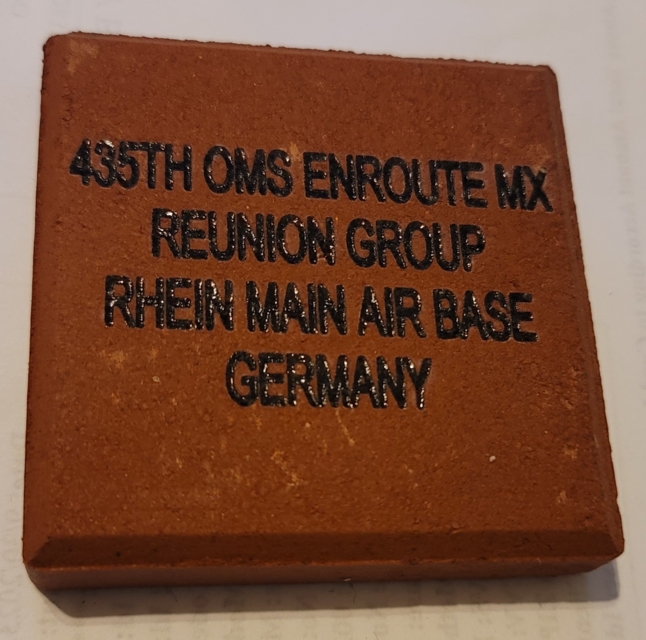 435TH OMS ENROUTE MX
REUNION GROUP
RHEIN MAIN AIR BASE
GERMANY